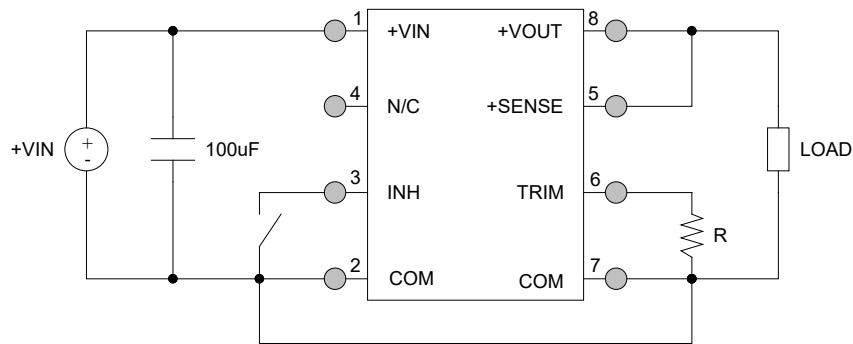 1 +VIN +VOUT 8
4 N/C +SENSE 5
+VIN + - 100uF LOAD
3 INH TRIM 6
R
2 COM COM 7